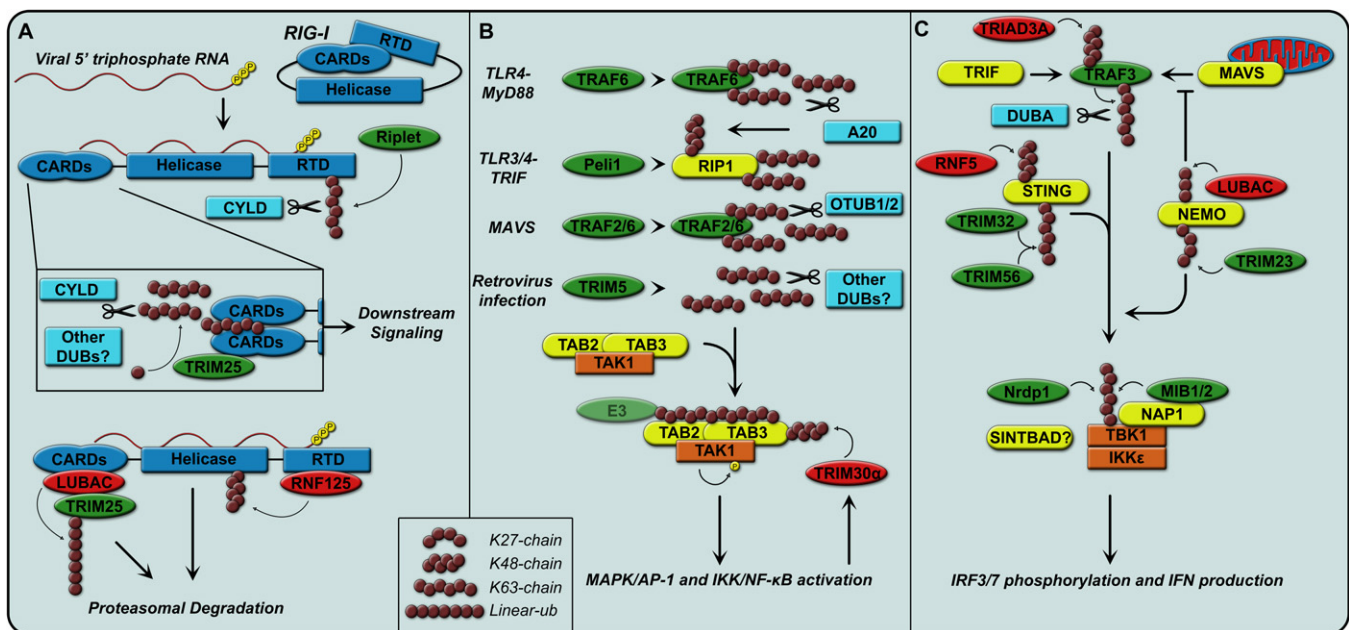 A
Viral 5' triphosphate RNA
P P P
RIG-I
RTD
CARDs
Helicase
P P P
Riplet
CARDs
Helicase
RTD
CYLD
CYLD
Other
DUBs?
CARDs
CARDs
TRIM25
Downstream
Signaling
P P P
CARDs
Helicase
RTD
LUBAC
RNF125
TRIM25
Proteasomal Degradation
K27-chain
K48-chain
K63-chain
Linear-ub
B
TLR4-
MyD88
TRAF6
TRAF6
A20
TLR3/4-
TRIF
Peli1
RIP1
OTUB1/2
MAVS
TRAF2/6
TRAF2/6
Retrovirus
infection
TRIM5
Other
DUBs?
TAB2
TAB3
TAK1
E3
TAB2
TAB3
TAK1
P
TRIM30α
MAPK/AP-1 and IKK/NF-κB activation
C
TRIAD3A
TRIF
TRAF3
MAVS
DUBA
RNF5
STING
LUBAC
NEMO
TRIM32
TRIM56
TRIM23
Nrdp1
MIB1/2
NAP1
SINTBAD?
TBK1
IKKε
IRF3/7 phosphorylation and IFN production